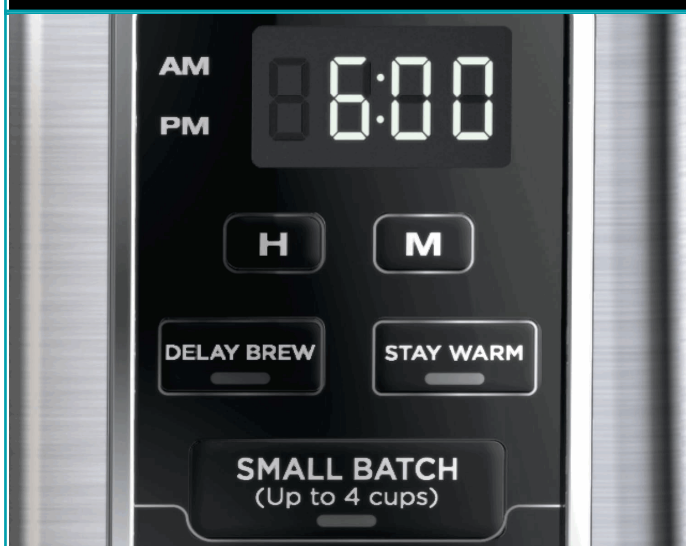 AM
6:00
PM
H M
DELAY BREW STAY WARM
SMALL BATCH
(Up to 4 cups)